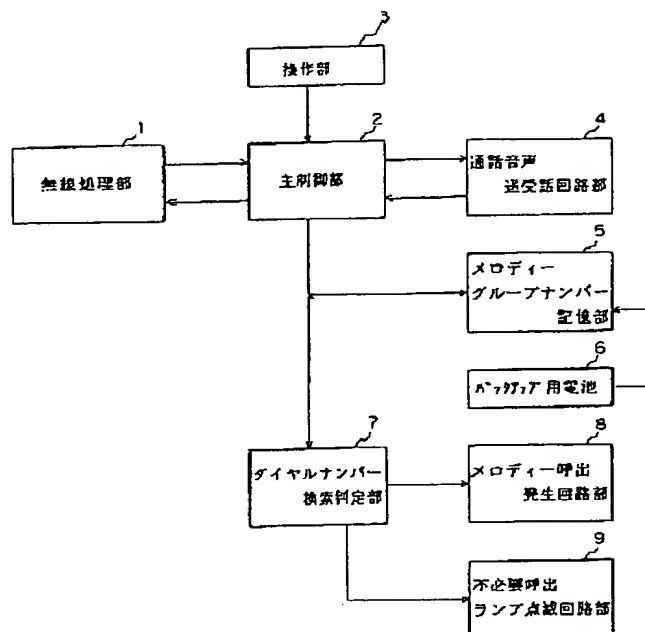 3
操作部
1
無線処理部
2
主制御部
4
通話音声
送受話回路部
5
メロディー
グループナンバー
記憶部
6
バックアップ用電池
7
ダイヤルナンバー
検索判定部
8
メロディー呼出
発生回路部
9
不必要呼出
ランプ点線回路部